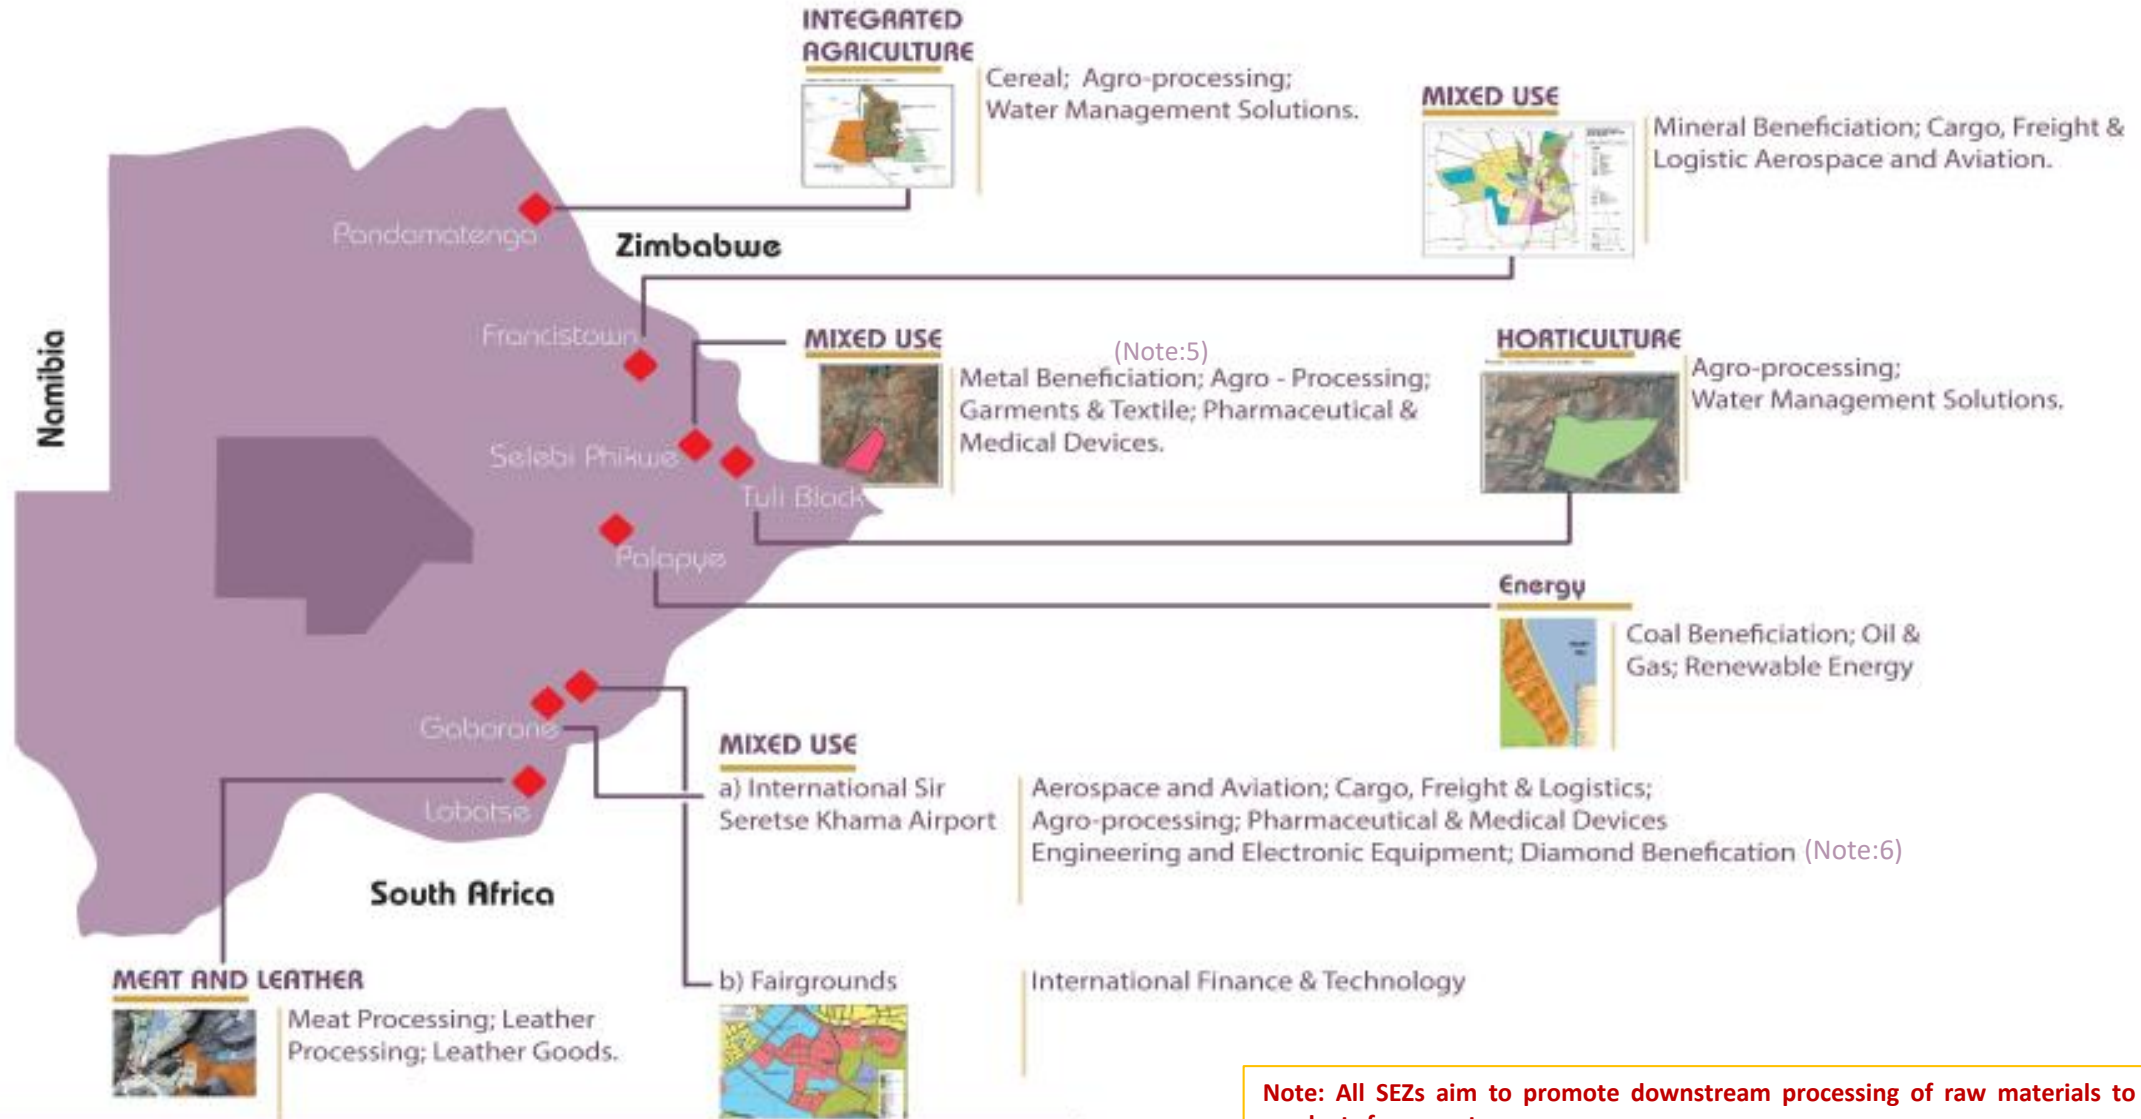 INTEGRATED
AGRICULTURE
Cereal; Agro-processing;
Water Management Solutions.
MIXED USE
Mineral Beneficiation; Cargo, Freight &
Logistic Aerospace and Aviation.
Pandamatenga
Zimbabwe
Namibia
Francistown
MIXED USE
(Note:5)
Metal Beneficiation; Agro - Processing;
Garments & Textile; Pharmaceutical &
Medical Devices.
HORTICULTURE
Agro-processing;
Water Management Solutions.
Selebi Phikwe
Tuli Block
Palapye
Energy
Coal Beneficiation; Oil &
Gas; Renewable Energy
Gaborone
MIXED USE
a) International Sir
Seretse Khama Airport
Aerospace and Aviation; Cargo, Freight & Logistics;
Agro-processing; Pharmaceutical & Medical Devices
Engineering and Electronic Equipment; Diamond Benefication (Note:6)
Lobatse
South Africa
MEAT AND LEATHER
Meat Processing; Leather
Processing; Leather Goods.
b) Fairgrounds
International Finance & Technology
Note: All SEZs aim to promote downstream processing of raw materials to